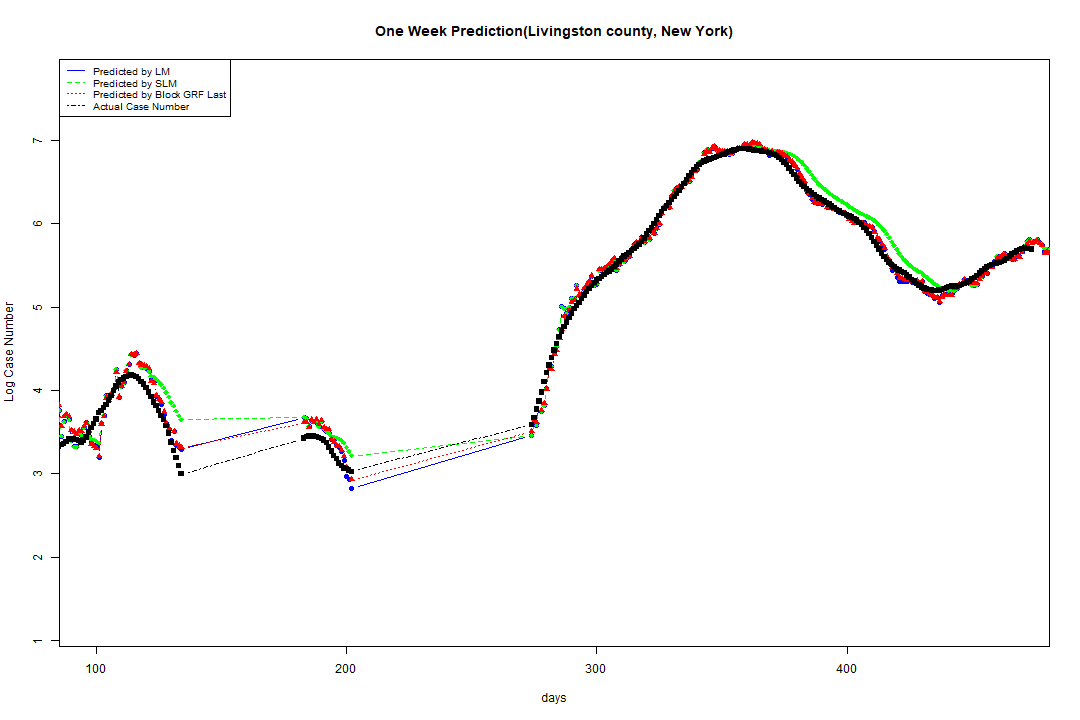 One Week Prediction(Livingston county, New York)
Predicted by LM
Predicted by SLM
Predicted by Block GRF Last
Actual Case Number
7
6
5
4
3
2
1
Log Case Number
100 200 300 400
days